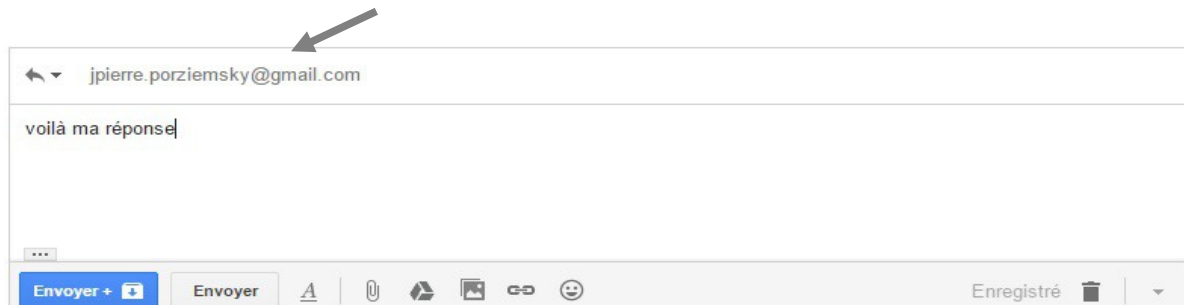 jpierre.porziemsky@gmail.com
voilà ma réponse
...
Envoyer + Envoyer A Enregistré